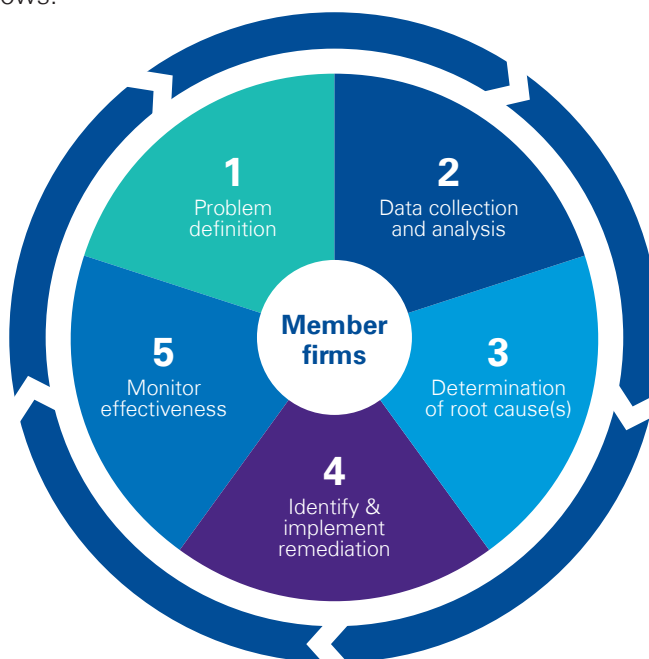 1
Problem
definition
2
Data collection
and analysis
Member
firms
5
Monitor
effectiveness
3
Determination
of root cause(s)
4
Identify &
implement
remediation